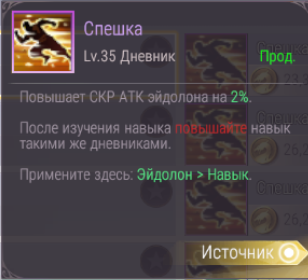 Спешка
Lv.35 Дневник Прод.
Повышает СКР АТК эйдолона на 2%.
После изучения навыка повышайте навык
такими же дневниками.
Примените здесь: Эйдолон > Навык.
Источник